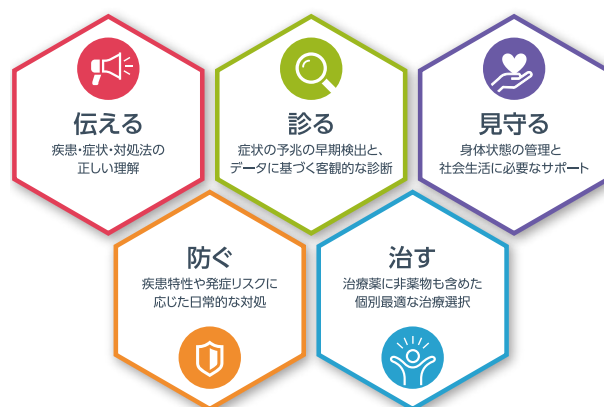 伝える
疾患・症状・対処法の
正しい理解
診る
症状の予兆の早期検出と、
データに基づく客観的な診断
見守る
身体状態の管理と
社会生活に必要なサポート
防ぐ
疾患特性や発症リスクに
応じた日常的な対処
治す
治療薬に非薬物も含めた
個別最適な治療選択